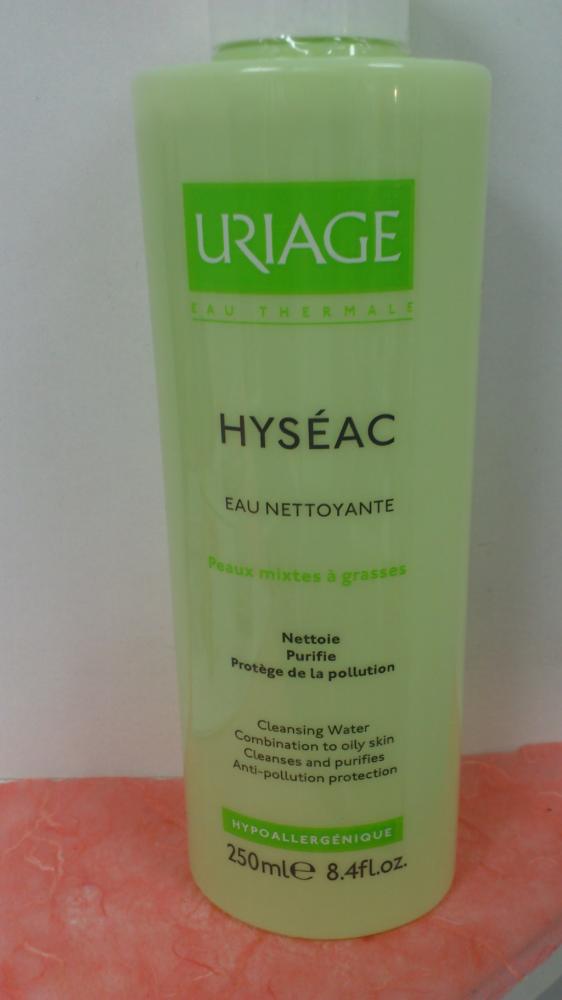 URIAGE
EAU THERMALE
HYSÉAC
EAU NETTOYANTE
Peaux mixtes à grasses
Nettoie
Purifie
Protège de la pollution
Cleansing Water
Combination to oily skin
Cleanses and purifies
Anti-pollution protection
HYPOALLERGÉNIQUE
250ml℮ 8.4fl.oz.